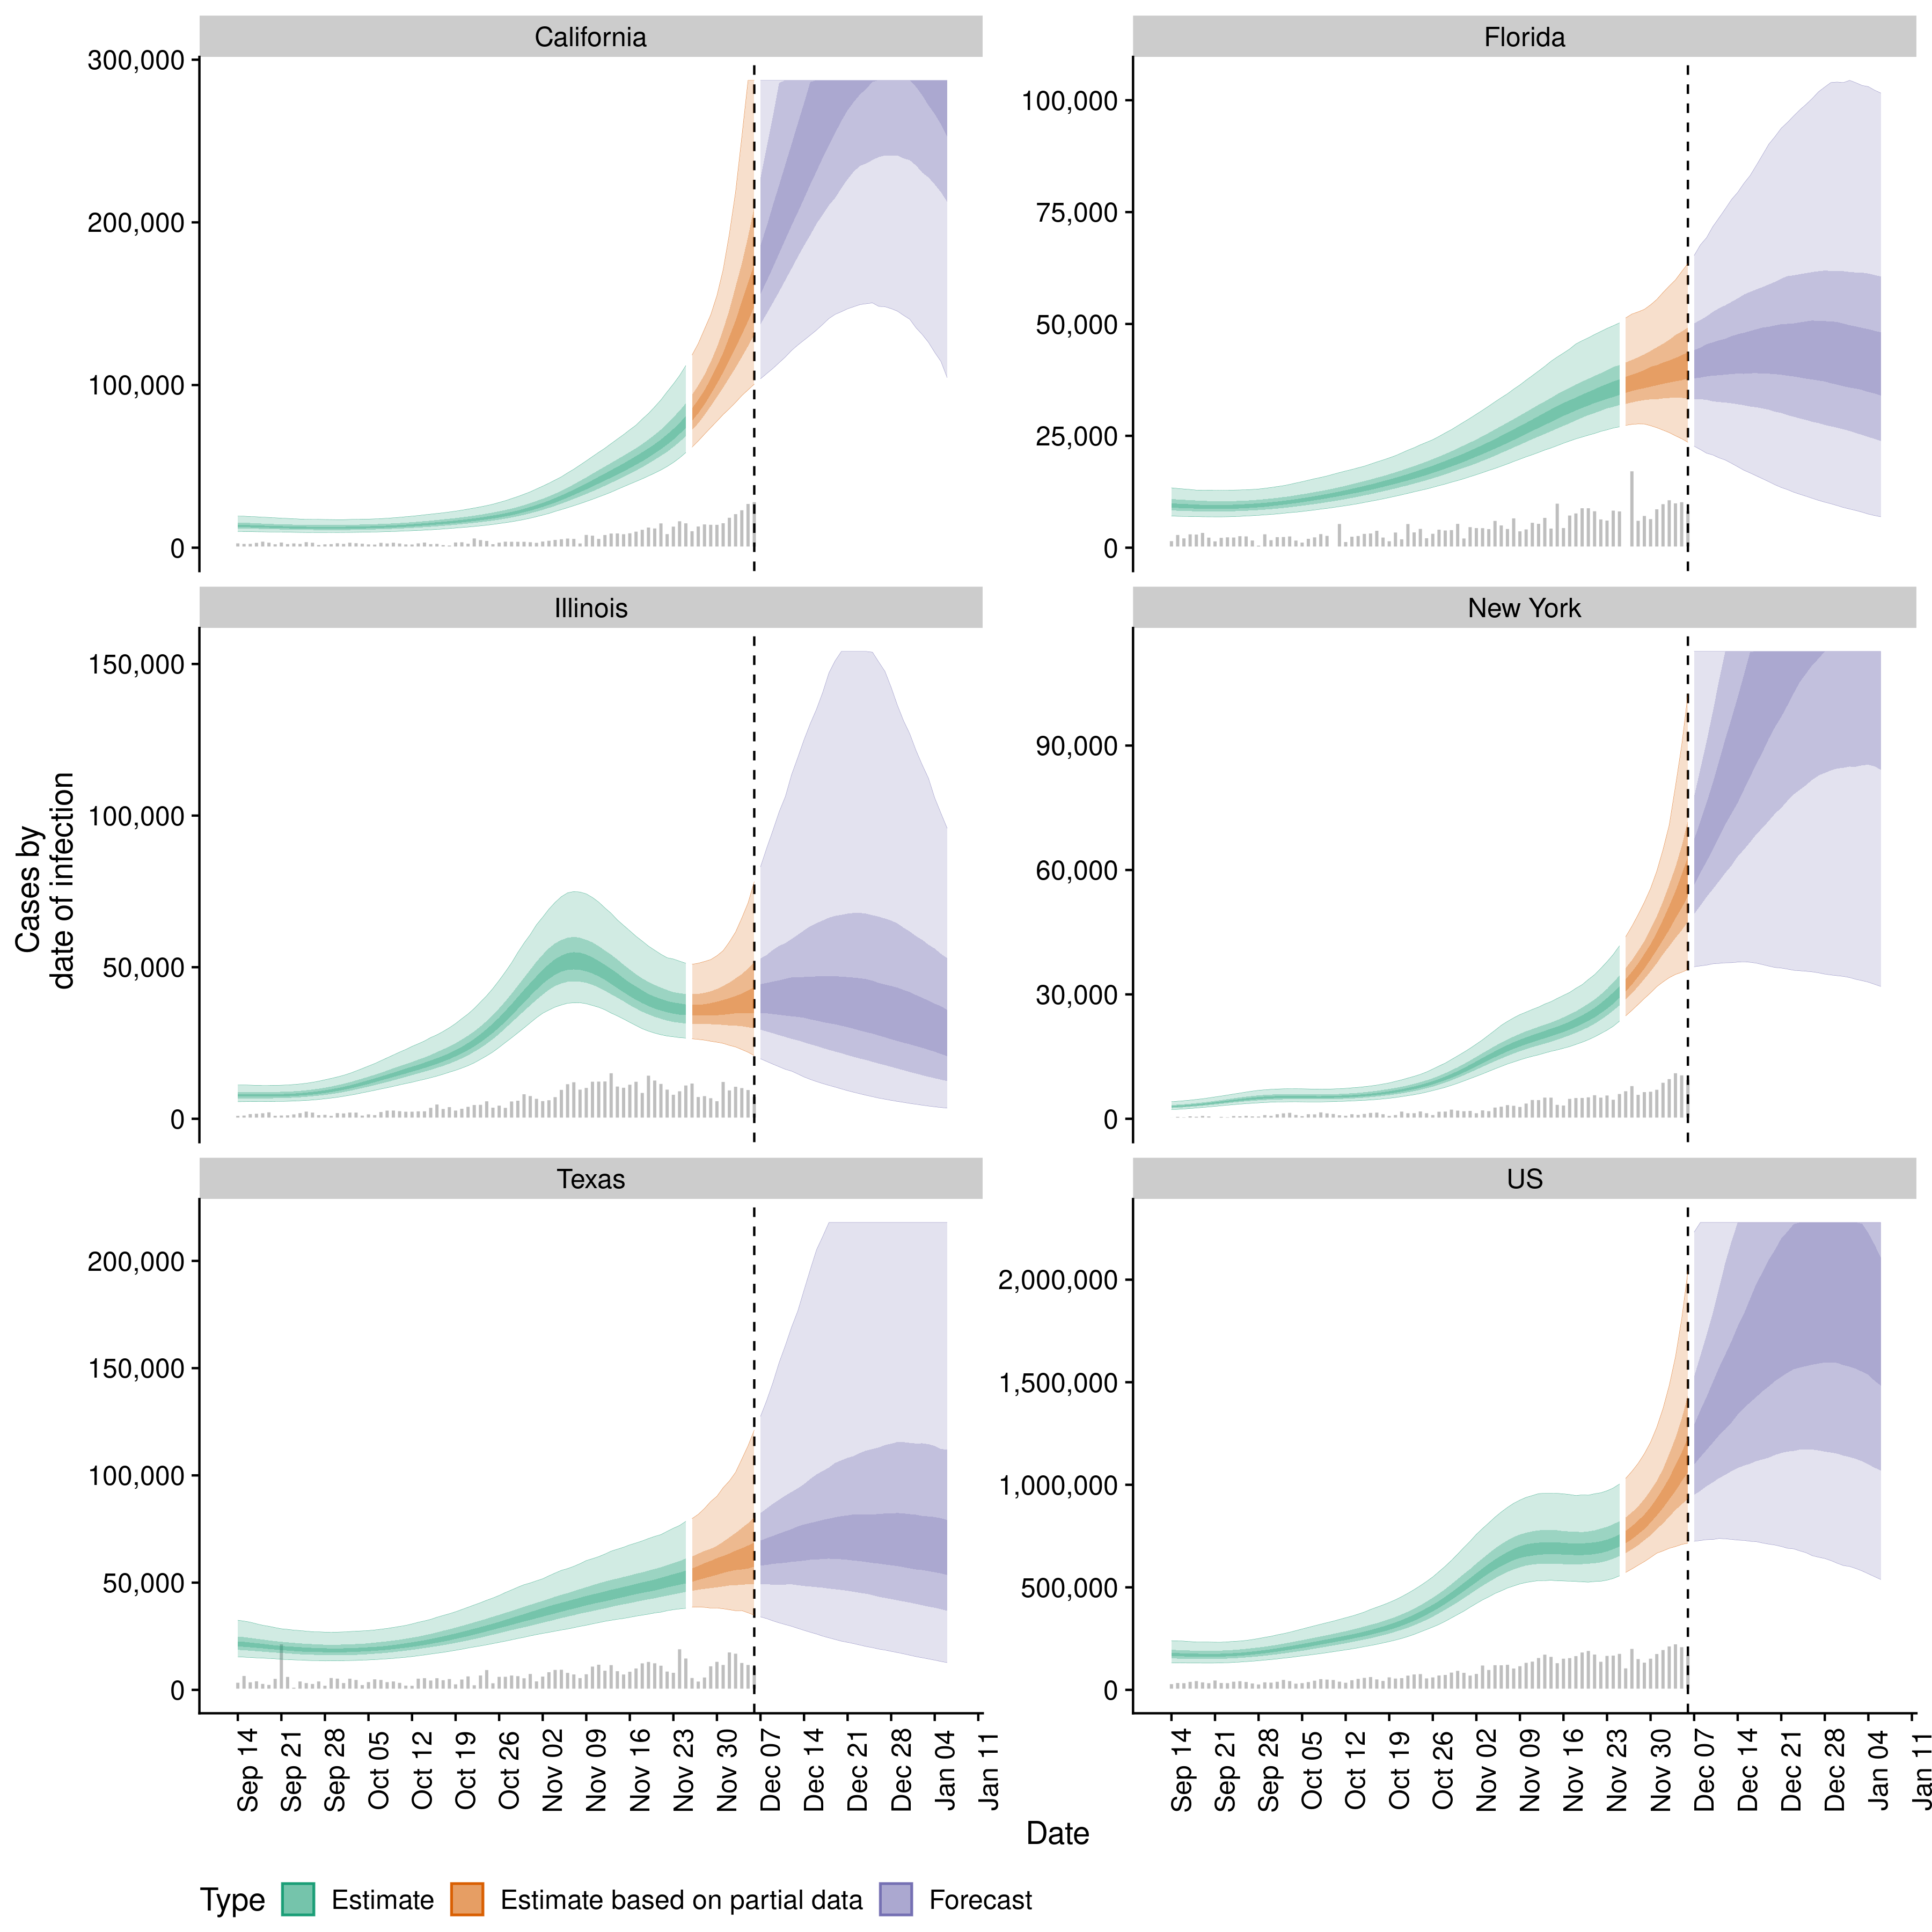 California
300,000
200,000
100,000
0
Florida
100,000
75,000
50,000
25,000
0
Illinois
150,000
100,000
50,000
0
New York
90,000
60,000
30,000
0
Cases by
date of infection
Texas
200,000
150,000
100,000
50,000
0
US
2,000,000
1,500,000
1,000,000
500,000
0
Sep 14
Sep 21
Sep 28
Oct 05
Oct 12
Oct 19
Oct 26
Nov 02
Nov 09
Nov 16
Nov 23
Nov 30
Dec 07
Dec 14
Dec 21
Dec 28
Jan 04
Jan 11
Sep 14
Sep 21
Sep 28
Oct 05
Oct 12
Oct 19
Oct 26
Nov 02
Nov 09
Nov 16
Nov 23
Nov 30
Dec 07
Dec 14
Dec 21
Dec 28
Jan 04
Jan 11
Date
Type Estimate Estimate based on partial data Forecast